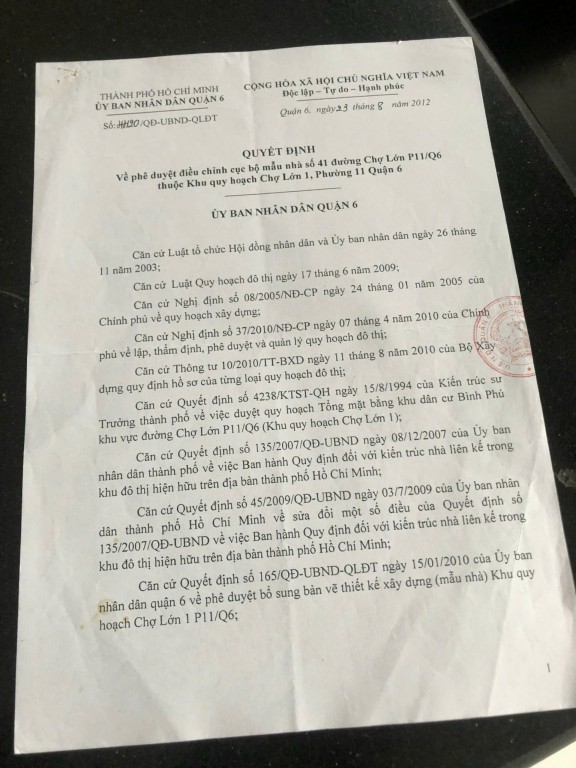 THÀNH PHỐ HỒ CHÍ MINH
ỦY BAN NHÂN DÂN QUẬN 6
Số: /QĐ-UBND-QLĐT
CỘNG HÒA XÃ HỘI CHỦ NGHĨA VIỆT NAM
Độc lập – Tự do – Hạnh phúc
Quận 6, ngày 23 tháng 8 năm 2012
QUYẾT ĐỊNH
Về phê duyệt điều chỉnh cục bộ mẫu nhà số 41 đường Chợ Lớn P11/Q6
thuộc Khu quy hoạch Chợ Lớn 1, Phường 11 Quận 6
ỦY BAN NHÂN DÂN QUẬN 6
Căn cứ Luật tổ chức Hội đồng nhân dân và Ủy ban nhân dân ngày 26 tháng
11 năm 2003;
Căn cứ Luật Quy hoạch đô thị ngày 17 tháng 6 năm 2009;
Căn cứ Nghị định số 08/2005/NĐ-CP ngày 24 tháng 01 năm 2005 của
Chính phủ về quy hoạch xây dựng;
Căn cứ Nghị định số 37/2010/NĐ-CP ngày 07 tháng 4 năm 2010 của Chính
phủ về lập, thẩm định, phê duyệt và quản lý quy hoạch đô thị;
Căn cứ Thông tư 10/2010/TT-BXD ngày 11 tháng 8 năm 2010 của Bộ Xây
dựng quy định hồ sơ của từng loại quy hoạch đô thị;
Căn cứ Quyết định số 4238/KTST-QH ngày 15/8/1994 của Kiến trúc sư
Trưởng thành phố về việc duyệt quy hoạch Tổng mặt bằng khu dân cư Bình Phú
khu vực đường Chợ Lớn P11/Q6 (Khu quy hoạch Chợ Lớn 1);
Căn cứ Quyết định số 135/2007/QĐ-UBND ngày 08/12/2007 của Ủy ban
nhân dân thành phố về việc Ban hành Quy định đối với kiến trúc nhà liên kế trong
khu đô thị hiện hữu trên địa bàn thành phố Hồ Chí Minh;
Căn cứ Quyết định số 45/2009/QĐ-UBND ngày 03/7/2009 của Ủy ban nhân
dân thành phố Hồ Chí Minh về sửa đổi một số điều của Quyết định số
135/2007/QĐ-UBND về việc Ban hành Quy định đối với kiến trúc nhà liên kế trong
khu đô thị hiện hữu trên địa bàn thành phố Hồ Chí Minh;
Căn cứ Quyết định số 165/QĐ-UBND-QLĐT ngày 15/01/2010 của Ủy ban
nhân dân quận 6 về phê duyệt bổ sung bản vẽ thiết kế xây dựng (mẫu nhà) Khu quy
hoạch Chợ Lớn 1 P11/Q6;
1